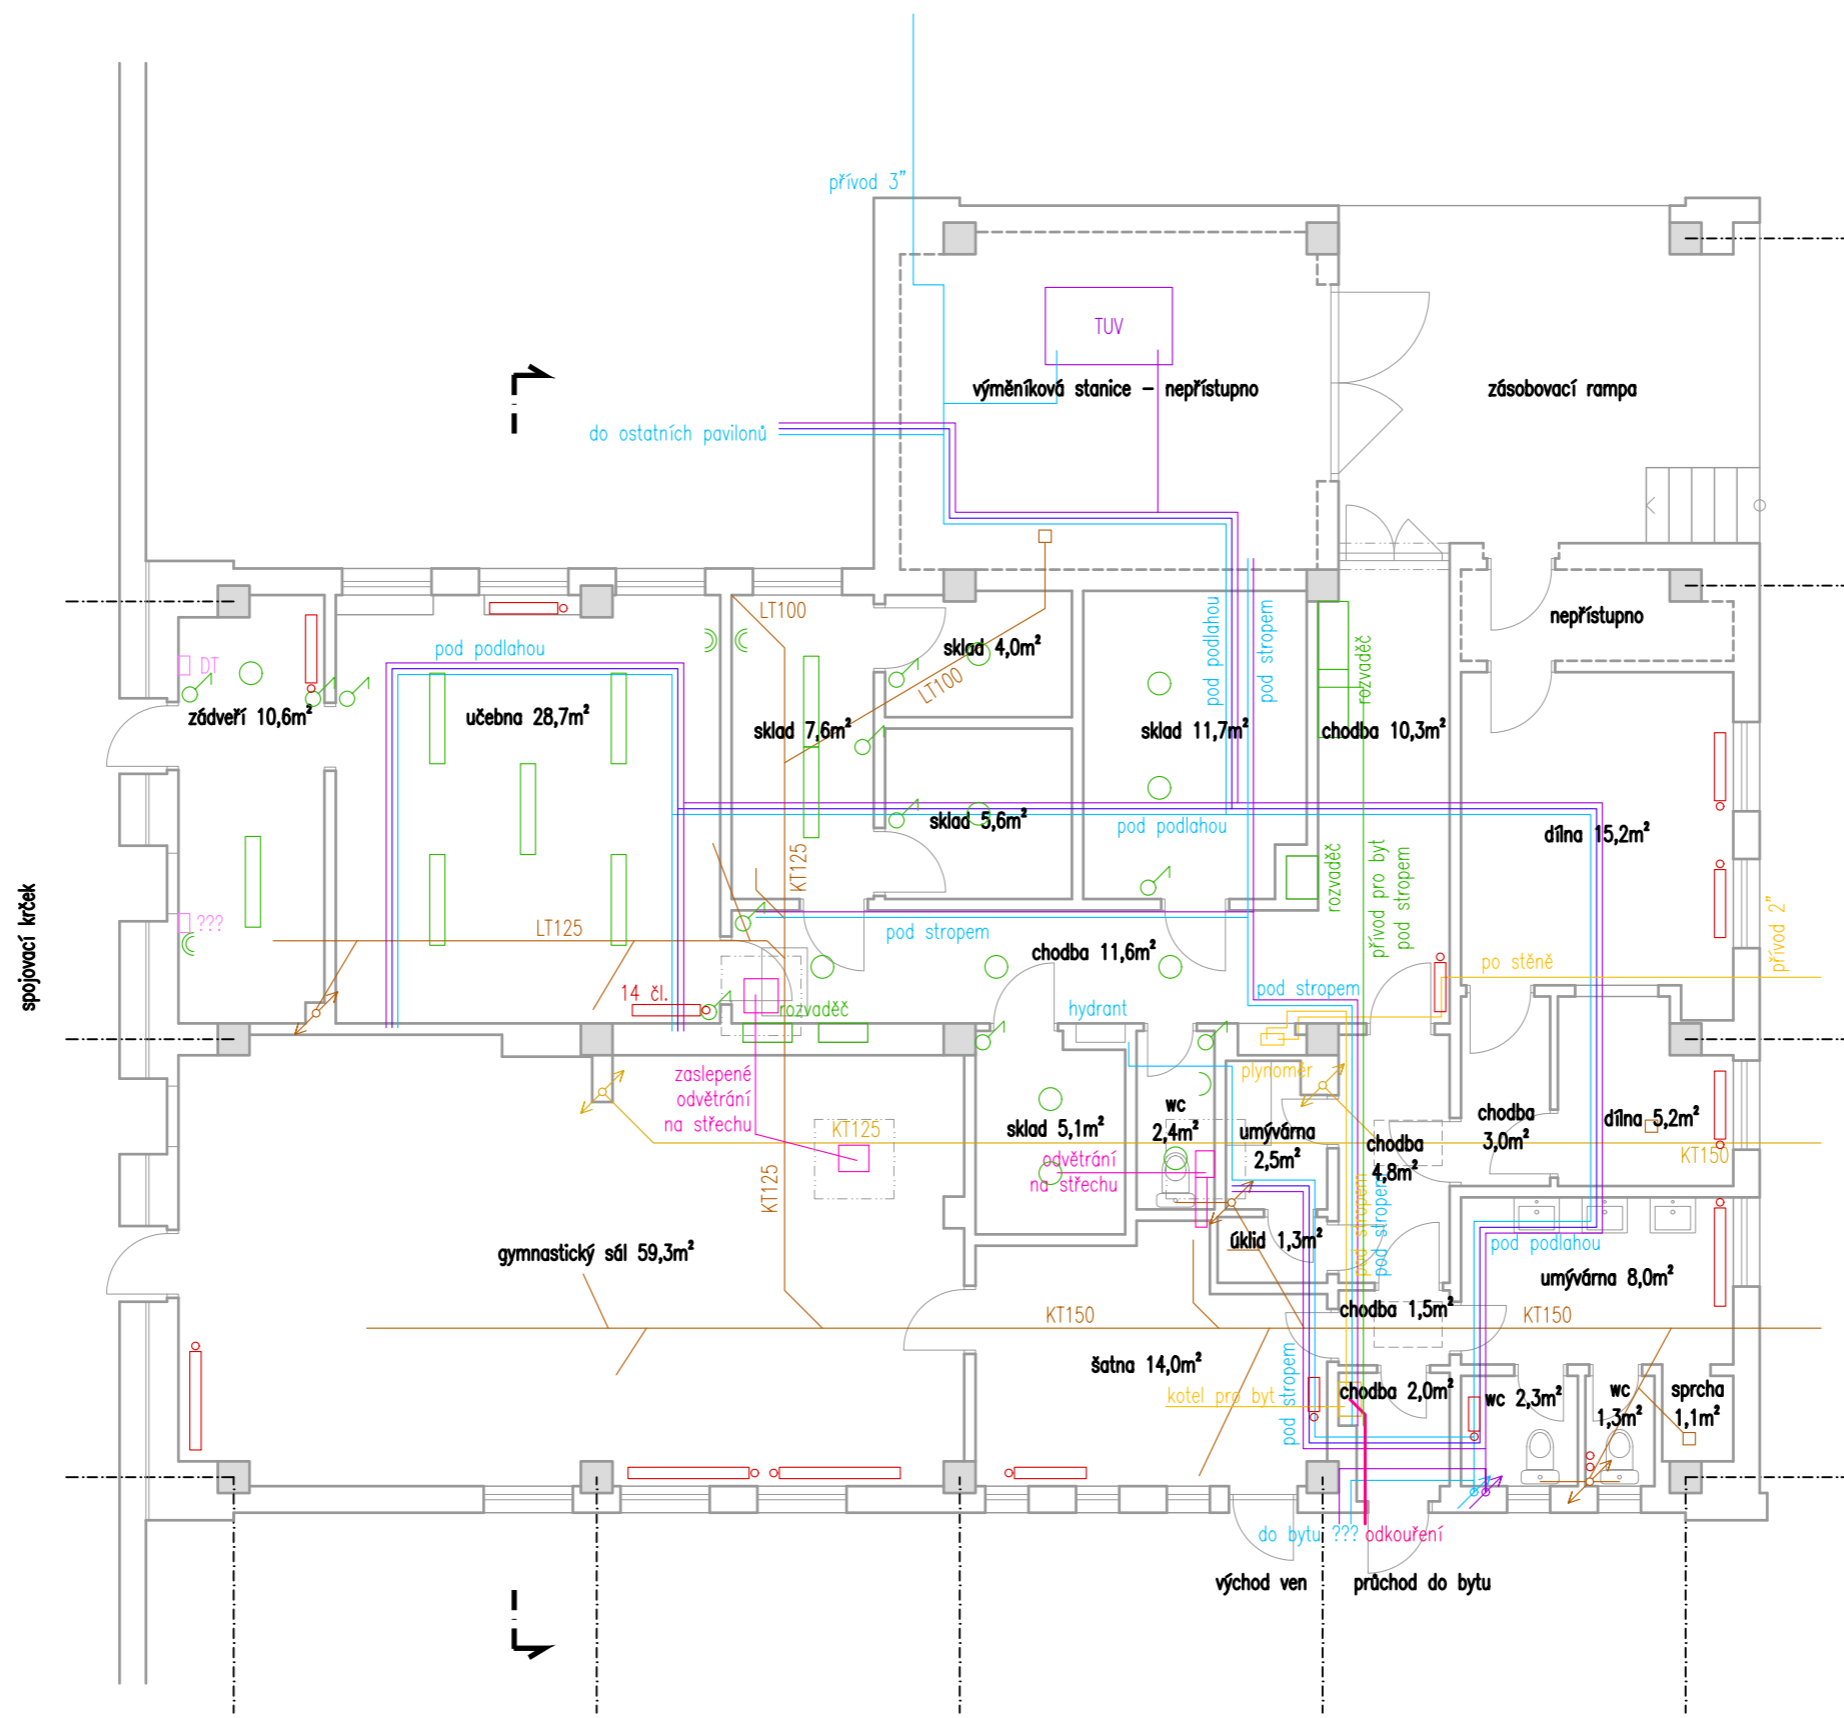 přívod 3"
TUV
výměníková stanice - nepřístupno
zásobovací rampa
do ostatních pavilonů
LT100
nepřístupno
pod podlahou
pod stropem
rozvaděč
sklad 4,0m²
pod podlahou
DT
LT100
zádveří 10,6m²
učebna 28,7m²
sklad 7,6m²
sklad 11,7m²
chodba 10,3m²
sklad 5,6m²
pod podlahou
dílna 15,2m²
KT125
rozvaděč
přívod pro byt
pod stropem
spojovací krček
???
LT125
pod stropem
chodba 11,6m²
přívod 2"
po stěně
14 čl.
rozvaděč
hydrant
pod stropem
plynoměr
zaslepené
odvětrání
na střechu
KT125
KT125
sklad 5,1m²
wc
2,4m²
umývárna
2,5m²
chodba
4,8m²
chodba
3,0m²
dílna 5,2m²
KT150
odvětrání
na střechu
pod stropem
pod stropem
gymnastický sál 59,3m²
úklid 1,3m²
pod podlahou
umývárna 8,0m²
chodba 1,5m²
KT150
KT150
šatna 14,0m²
pod stropem
kotel pro byt
chodba 2,0m²
wc 2,3m²
wc
1,3m²
sprcha
1,1m²
do bytu ???
odkouření
východ ven
průchod do bytu